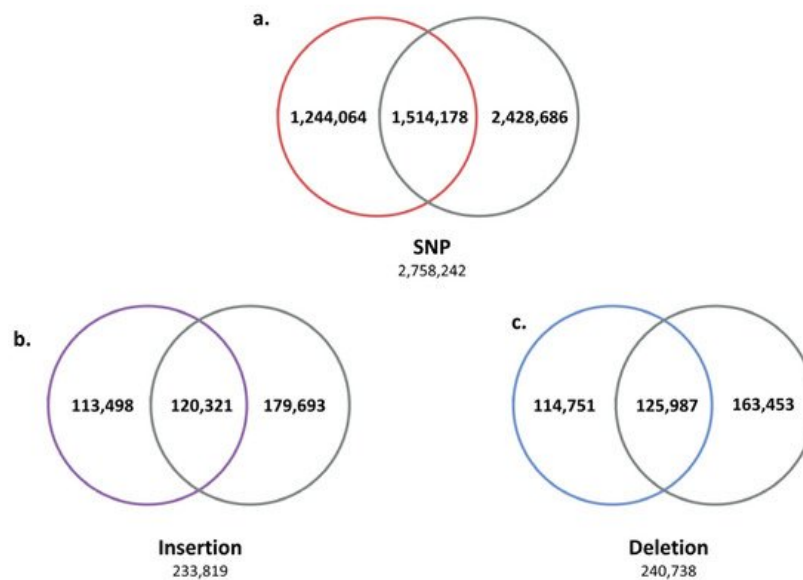 a.
1,244,064 1,514,178 2,428,686
SNP
2,758,242
b.
113,498 120,321 179,693
Insertion
233,819
c.
114,751 125,987 163,453
Deletion
240,738